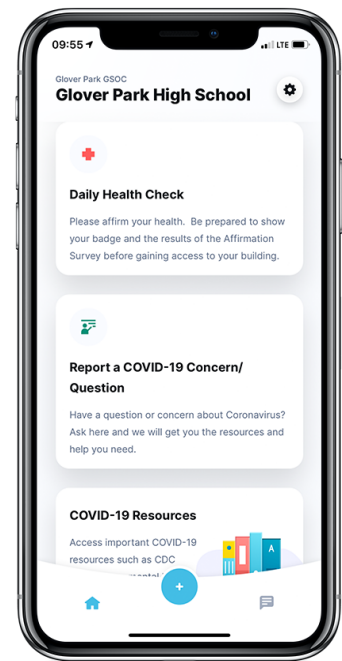 09:55
LTE
Glover Park GSOC
Glover Park High School
Daily Health Check
Please affirm your health. Be prepared to show
your badge and the results of the Affirmation
Survey before gaining access to your building.
Report a COVID-19 Concern/
Question
Have a question or concern about Coronavirus?
Ask here and we will get you the resources and
help you need.
COVID-19 Resources
Access important COVID-19
resources such as CDC
A